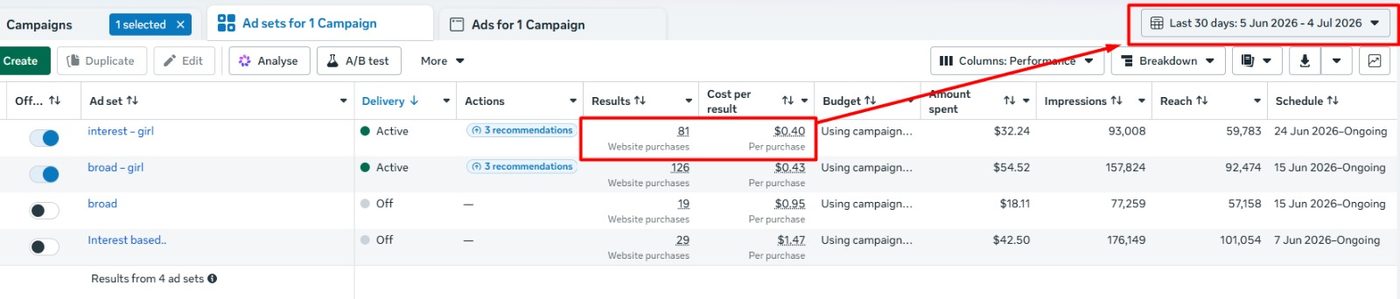 Campaigns 1 selected × Ad sets for 1 Campaign Ads for 1 Campaign Last 30 days: 5 Jun 2026 - 4 Jul 2026
Create Duplicate Edit Analyse A/B test More Columns: Performance Breakdown
Off... Ad set Delivery Actions Results Cost per result Budget Amount spent Impressions Reach Schedule
interest – girl Active 3 recommendations 81 $0.40 Using campaign... $32.24 93,008 59,783 24 Jun 2026–Ongoing
Website purchases Per purchase
broad – girl Active 3 recommendations 126 $0.43 Using campaign... $54.52 157,824 92,474 15 Jun 2026–Ongoing
Website purchases Per purchase
broad Off — 19 $0.95 Using campaign... $18.11 77,259 57,158 15 Jun 2026–Ongoing
Website purchases Per purchase
Interest based.. Off — 29 $1.47 Using campaign... $42.50 176,149 101,054 7 Jun 2026–Ongoing
Website purchases Per purchase
Results from 4 ad sets